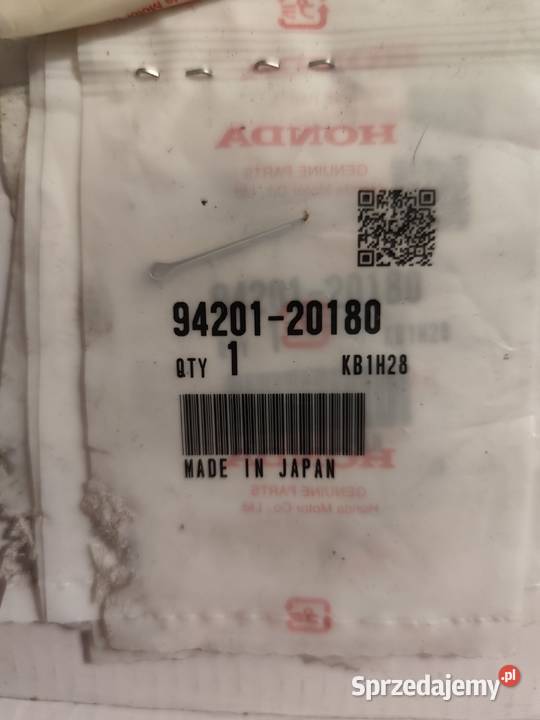 HONDA
GENUINE PARTS
94201-20180
QTY 1 KB1H28
MADE IN JAPAN
HONDA
GENUINE PARTS
Honda Motor Co., Ltd.
Sprzedajemy.pl